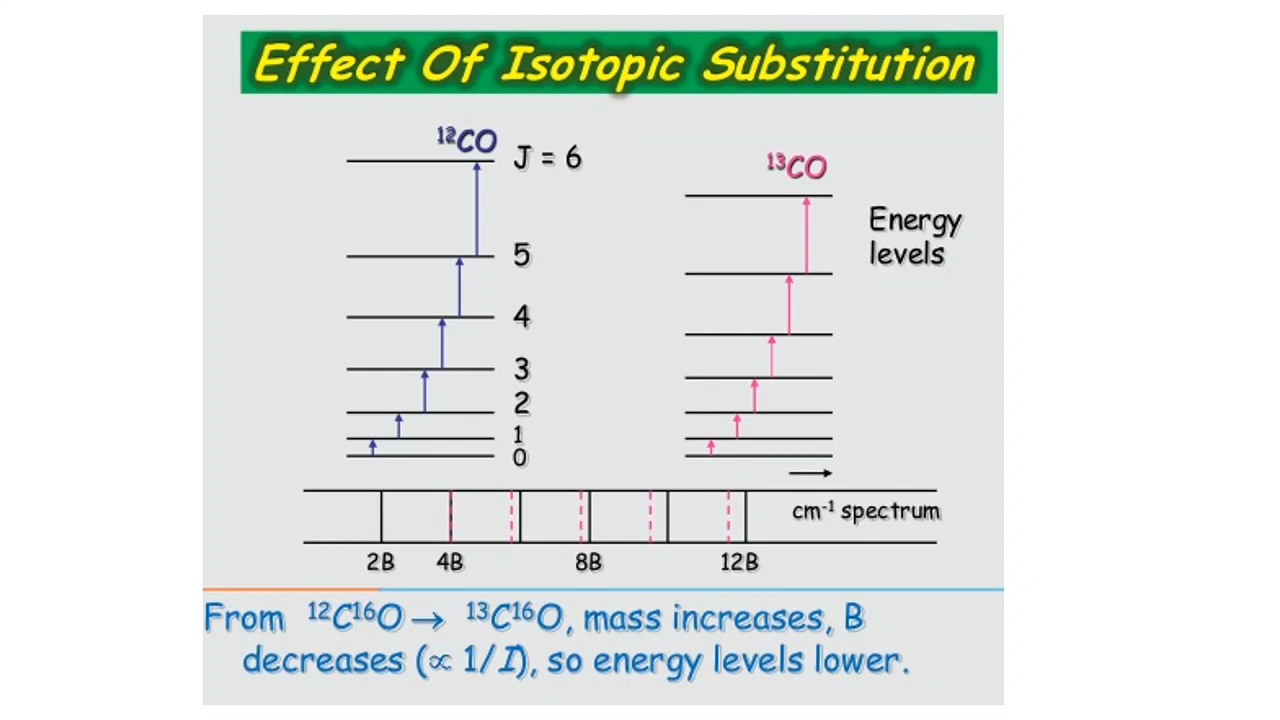 Effect Of Isotopic Substitution
¹²CO
J = 6
¹³CO
Energy
levels
5
4
3
2
1
0
cm⁻¹ spectrum
2B 4B 8B 12B
From ¹²C¹⁶O → ¹³C¹⁶O, mass increases, B
decreases (∝ 1/I), so energy levels lower.